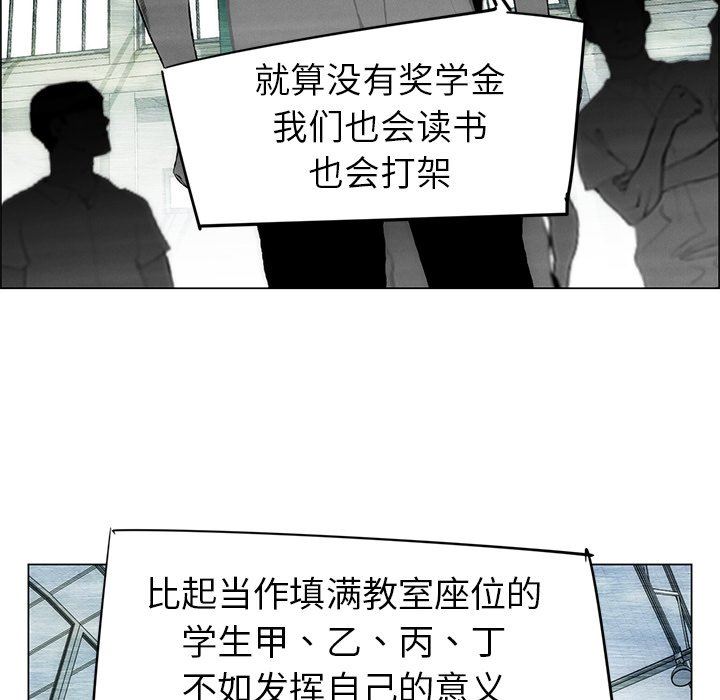 就算没有奖学金
我们也会读书
也会打架
比起当作填满教室座位的
学生甲、乙、丙、丁
不如发挥自己的意义